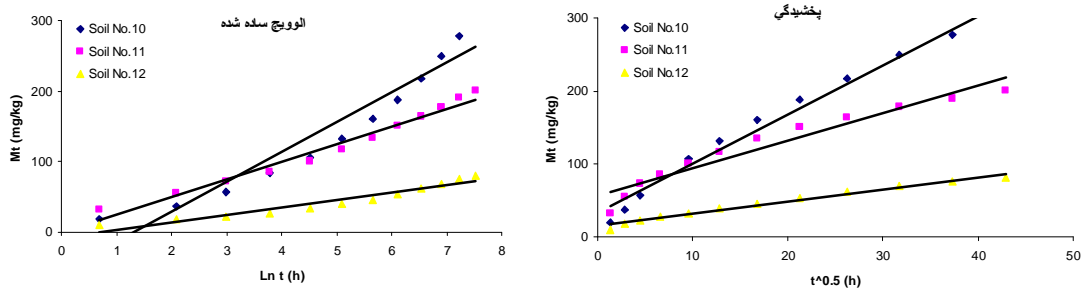 الوويچ ساده شده
300
200
100
0
Mt (mg/kg)
Soil No.10
Soil No.11
Soil No.12
0 1 2 3 4 5 6 7 8
Ln t (h)
پخشيدگي
300
200
100
0
Mt (mg/kg)
Soil No.10
Soil No.11
Soil No.12
0 10 20 30 40 50
t^0.5 (h)